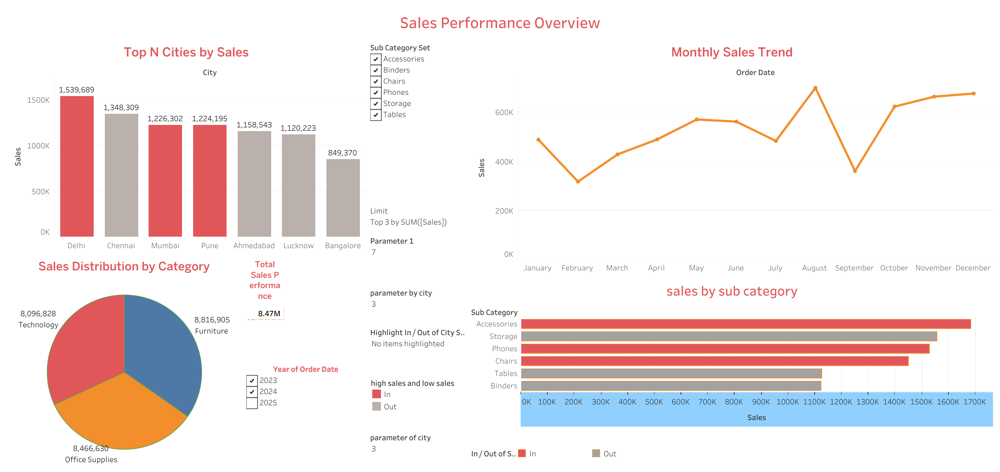 Sales Performance Overview
Top N Cities by Sales
City
1,539,689
1,348,309
1,226,302
1,224,195
1,158,543
1,120,223
849,370
1500K
1000K
500K
0K
Sales
Delhi
Chennai
Mumbai
Pune
Ahmedabad
Lucknow
Bangalore
Sub Category Set
Accessories
Binders
Chairs
Phones
Storage
Tables
Limit
Top 3 by SUM([Sales])
Parameter 1
7
Monthly Sales Trend
Order Date
600K
400K
200K
0K
Sales
January
February
March
April
May
June
July
August
September
October
November
December
Sales Distribution by Category
8,096,828
Technology
8,816,905
Furniture
8,466,630
Office Supplies
Total
Sales P
erforma
nce
8.47M
Year of Order Date
2023
2024
2025
parameter by city
3
Highlight In / Out of City S..
No items highlighted
high sales and low sales
In
Out
parameter of city
3
sales by sub category
Sub Category
Accessories
Storage
Phones
Chairs
Tables
Binders
0K 100K 200K 300K 400K 500K 600K 700K 800K 900K 1000K 1100K 1200K 1300K 1400K 1500K 1600K 1700K
Sales
In / Out of S..
In
Out